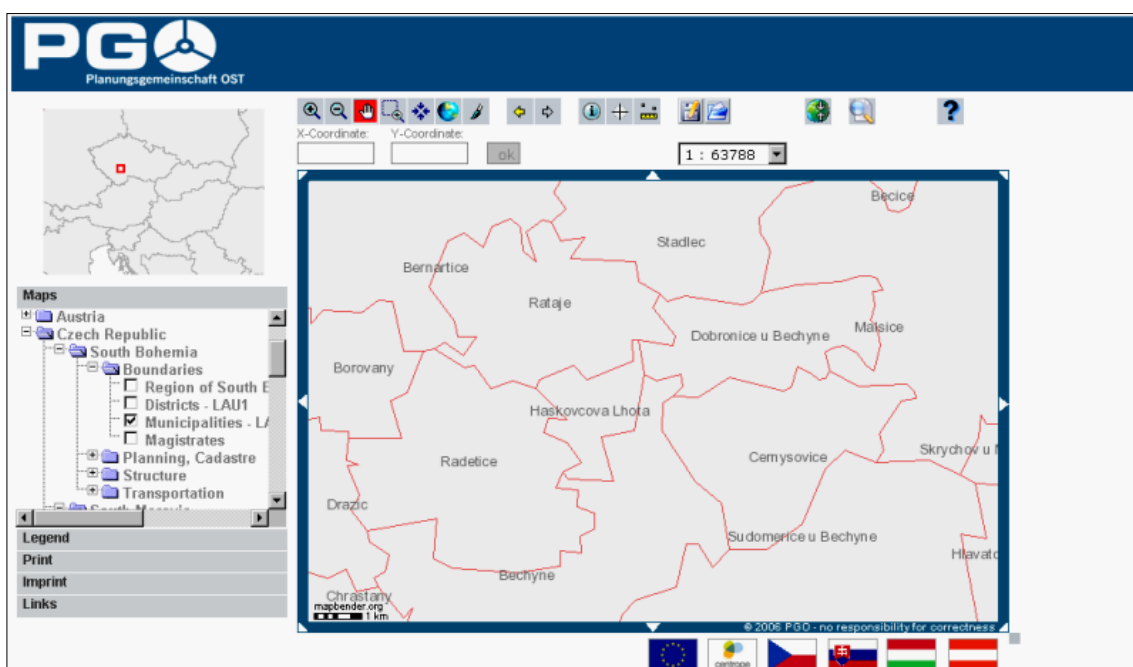 PGO
Planungsgemeinschaft OST
X-Coordinate: Y-Coordinate:
ok
1 : 63788
?
Maps
Austria
Czech Republic
South Bohemia
Boundaries
Region of South
Districts - LAU1
Municipalities -
Magistrates
Planning, Cadastre
Structure
Transportation
Legend
Print
Imprint
Links
Becice
Stadlec
Bernartice
Rataje
Dobronice u Bechyne
Malsice
Borovany
Haskovcova Lhota
Skrychov u
Radetice
Cernysovice
Drazic
Sudomerice u Bechyne
Hlavat
Bechyne
Chrastany
mapbender.org
1 km
© 2006 PGO - no responsibility for correctness
centrope